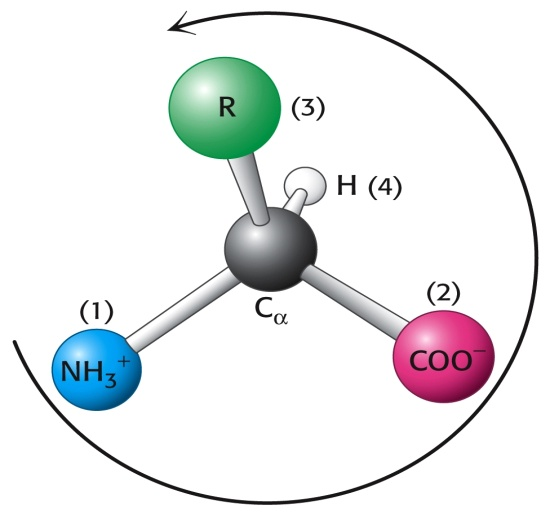 R (3)
H (4)
Cα
(1)
NH₃⁺
(2)
COO⁻